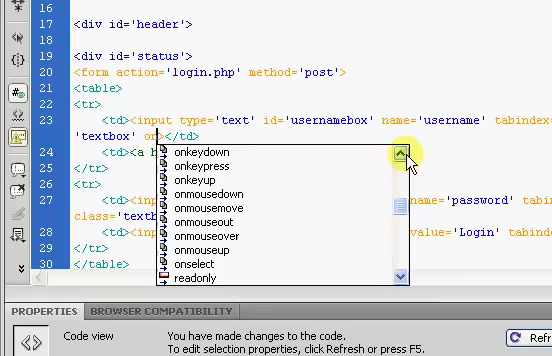 16
17 <div id='header'>
18
19 <div id='status'>
20 <form action='login.php' method='post'>
21 <table>
22 <tr>
23 <td><input type='text' id='usernamebox' name='username' tabindex=
'textbox' on></td>
24 <td><a h
25 </tr>
26 <tr>
27 <td><inp name='password' tabind
class='textb
28 <td><inp value='Login' tabinde
29 </tr>
30 </table>
onkeydown
onkeypress
onkeyup
onmousedown
onmousemove
onmouseout
onmouseover
onmouseup
onselect
readonly
PROPERTIES BROWSER COMPATIBILITY
Code view You have made changes to the code.
To edit selection properties, click Refresh or press F5.
Refr